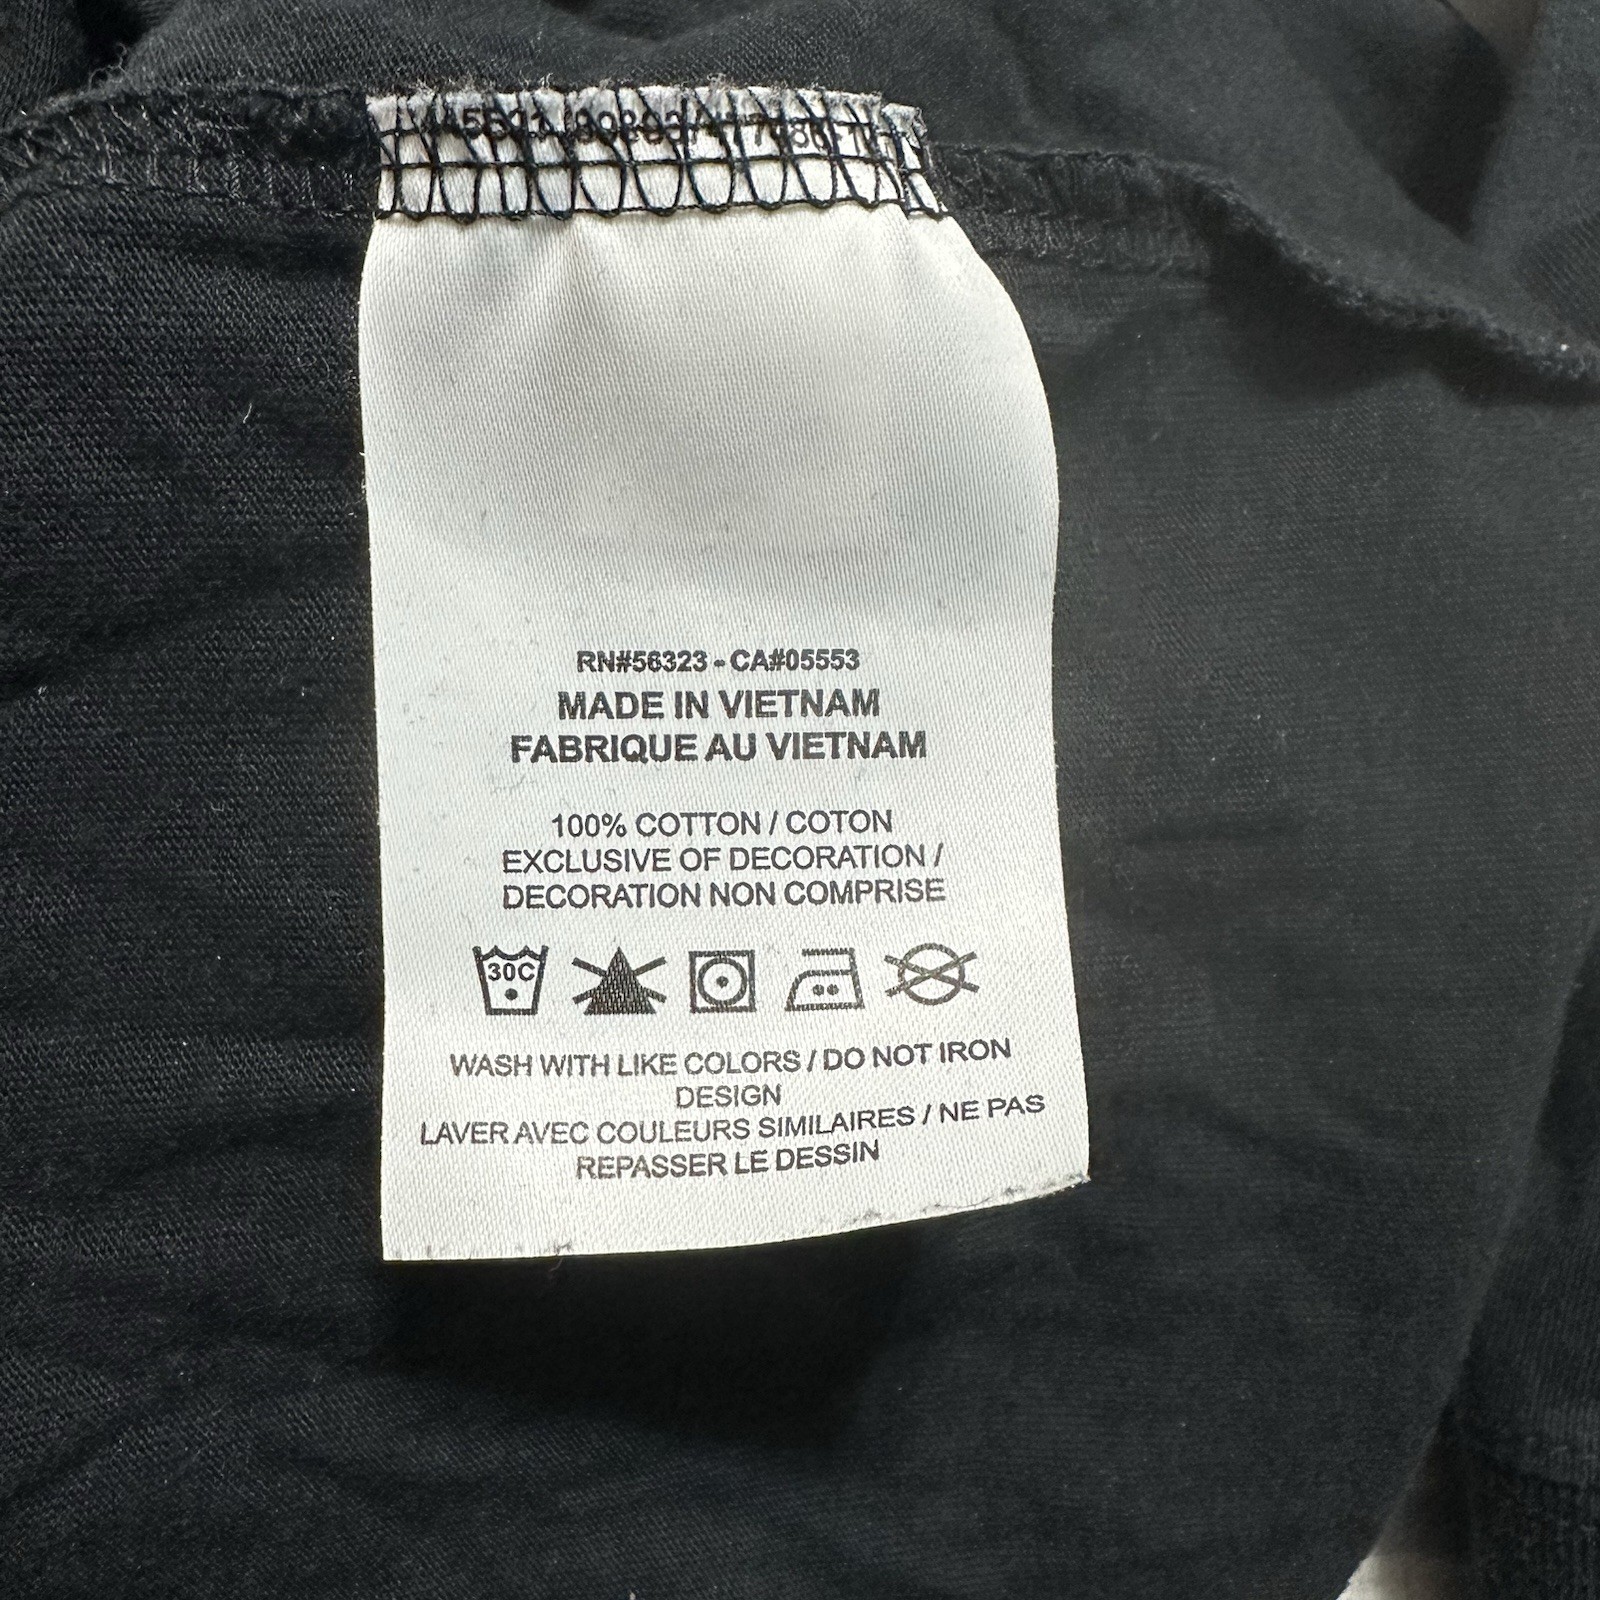 RN#56323 - CA#05553
MADE IN VIETNAM
FABRIQUE AU VIETNAM
100% COTTON / COTON
EXCLUSIVE OF DECORATION /
DECORATION NON COMPRISE
30C
WASH WITH LIKE COLORS / DO NOT IRON
DESIGN
LAVER AVEC COULEURS SIMILAIRES / NE PAS
REPASSER LE DESSIN